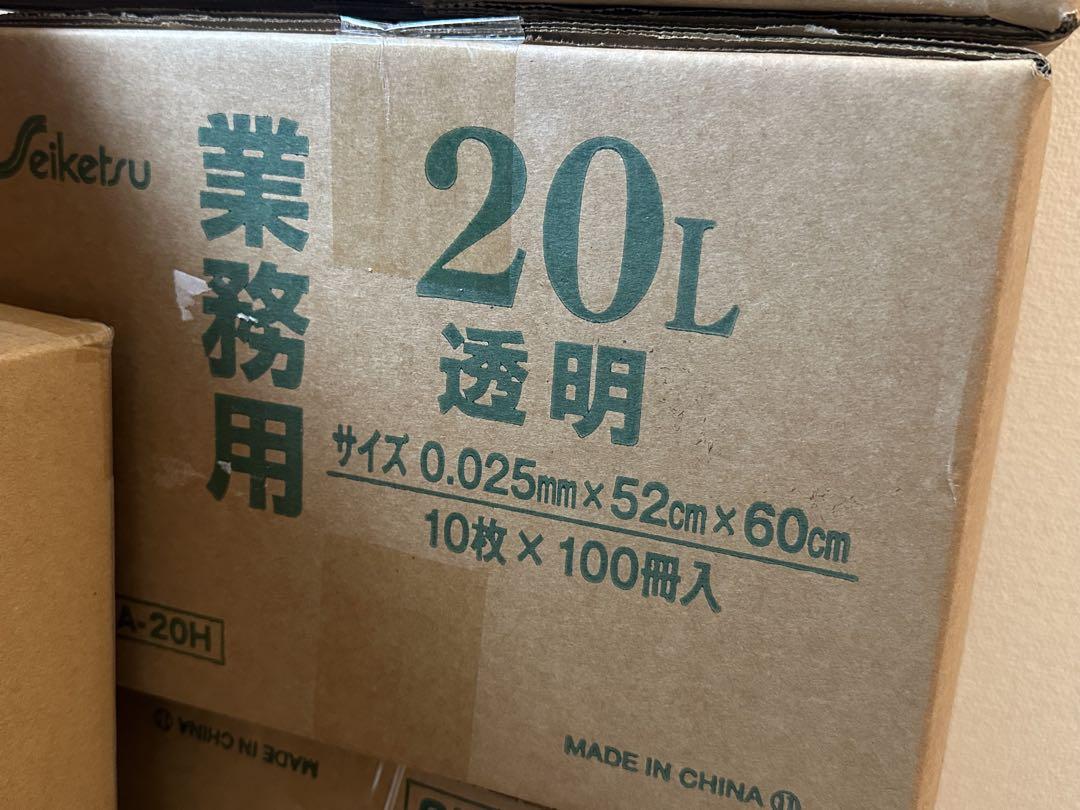 Seiketsu
業務用
20L
透明
サイズ 0.025mm×52cm×60cm
10枚×100冊入
A-20H
MADE IN CHINA ⑰
MADE IN CHINA